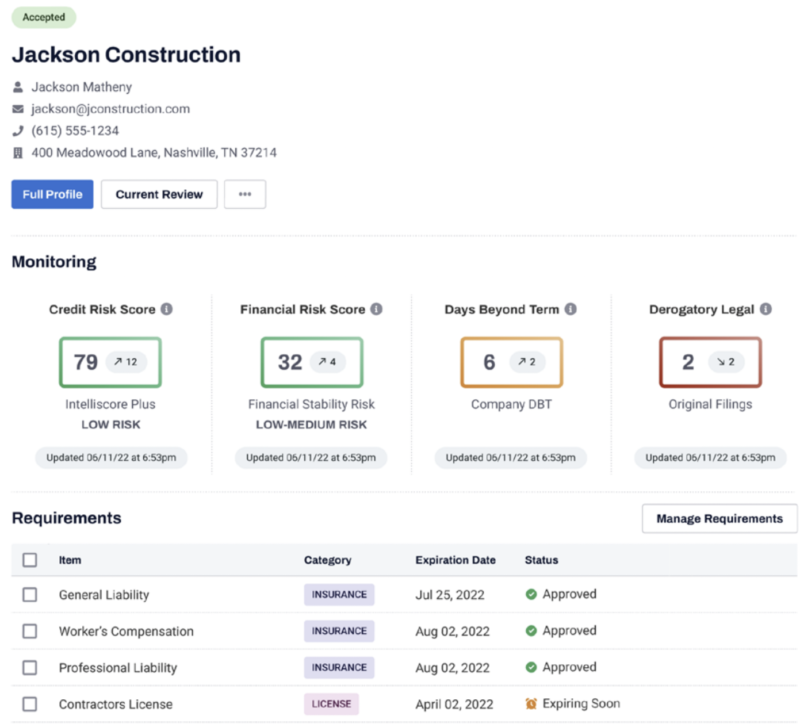 Accepted
Jackson Construction
Jackson Matheny
jackson@jconstruction.com
(615) 555-1234
400 Meadowood Lane, Nashville, TN 37214
Full Profile Current Review •••
Monitoring
Credit Risk Score Financial Risk Score Days Beyond Term Derogatory Legal
79 ↗ 12 32 ↗ 4 6 ↗ 2 2 ↘ 2
Intelliscore Plus Financial Stability Risk Company DBT Original Filings
LOW RISK LOW-MEDIUM RISK
Updated 06/11/22 at 6:53pm Updated 06/11/22 at 6:53pm Updated 06/11/22 at 6:53pm Updated 06/11/22 at 6:53pm
Requirements Manage Requirements
Item Category Expiration Date Status
General Liability INSURANCE Jul 25, 2022 Approved
Worker's Compensation INSURANCE Aug 02, 2022 Approved
Professional Liability INSURANCE Aug 02, 2022 Approved
Contractors License LICENSE April 02, 2022 Expiring Soon